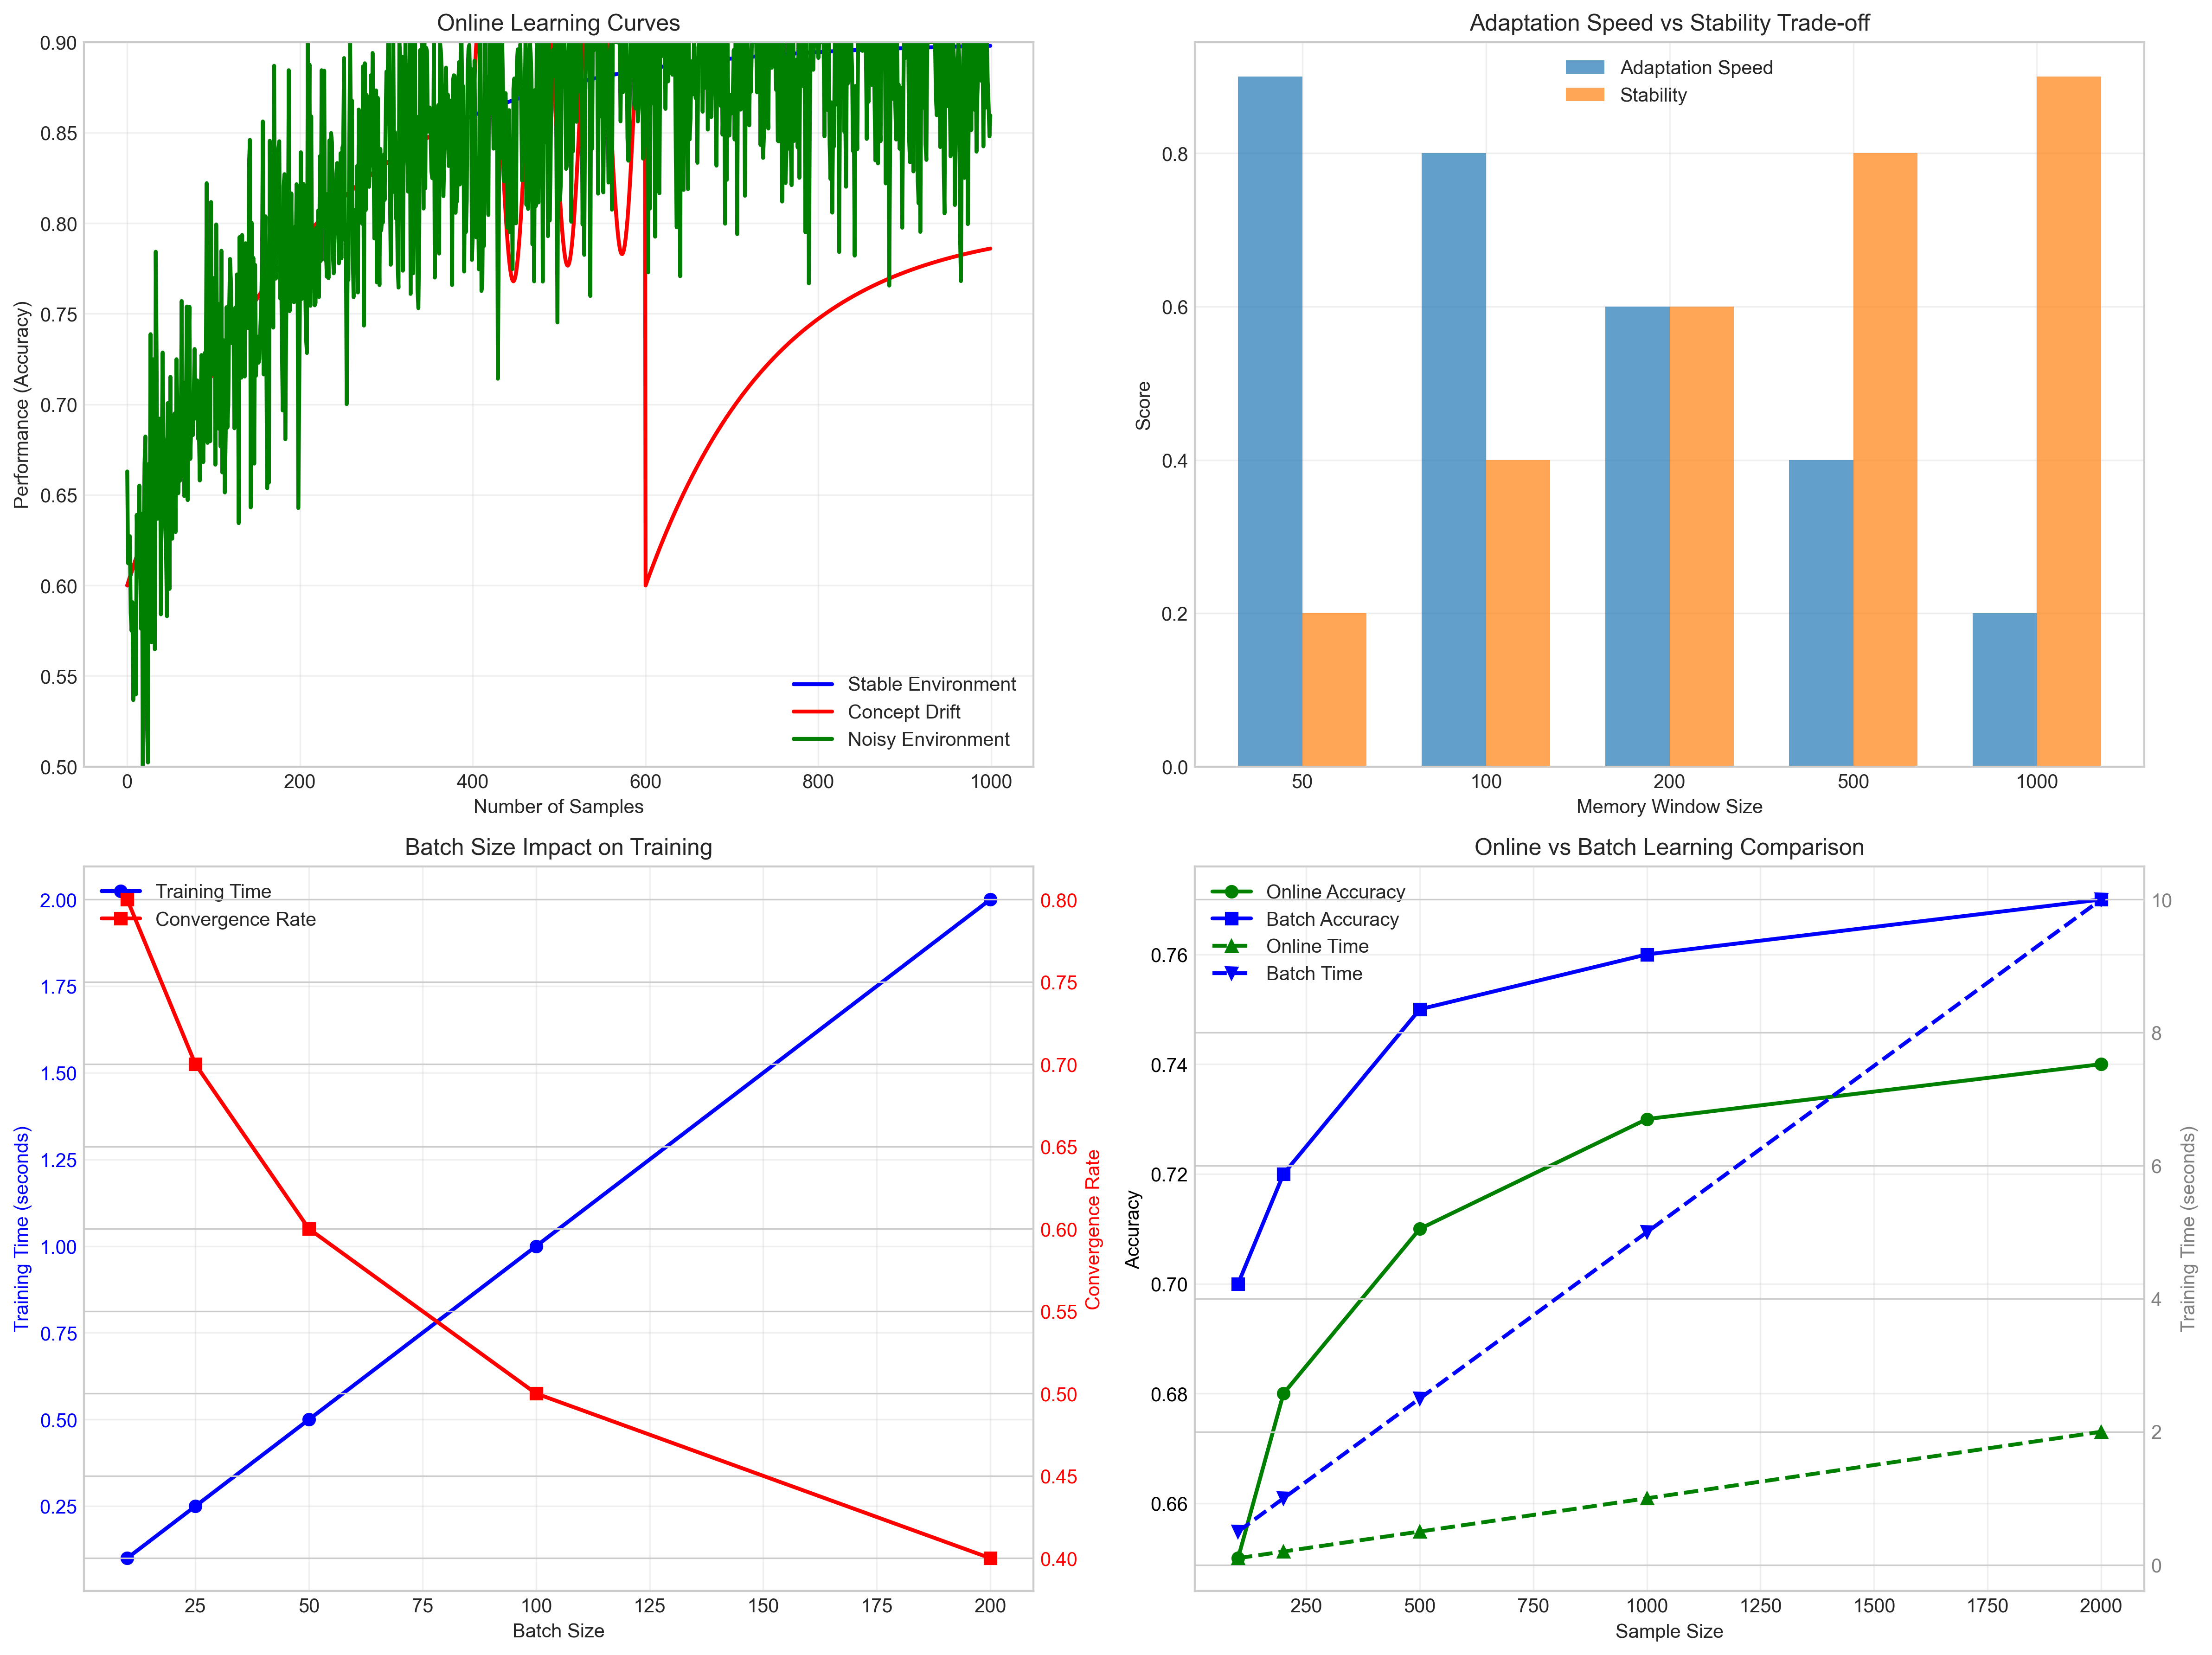 Online Learning Curves
Performance (Accuracy)
0.90
0.85
0.80
0.75
0.70
0.65
0.60
0.55
0.50
Stable Environment
Concept Drift
Noisy Environment
0 200 400 600 800 1000
Number of Samples
Adaptation Speed vs Stability Trade-off
Score
0.8
0.6
0.4
0.2
0.0
Adaptation Speed
Stability
50 100 200 500 1000
Memory Window Size
Batch Size Impact on Training
Training Time (seconds)
2.00
1.75
1.50
1.25
1.00
0.75
0.50
0.25
Training Time
Convergence Rate
0.80
0.75
0.70
0.65
0.60
0.55
0.50
0.45
0.40
Convergence Rate
25 50 75 100 125 150 175 200
Batch Size
Online vs Batch Learning Comparison
Accuracy
0.76
0.74
0.72
0.70
0.68
0.66
Online Accuracy
Batch Accuracy
Online Time
Batch Time
10
8
6
4
2
0
Training Time (seconds)
250 500 750 1000 1250 1500 1750 2000
Sample Size